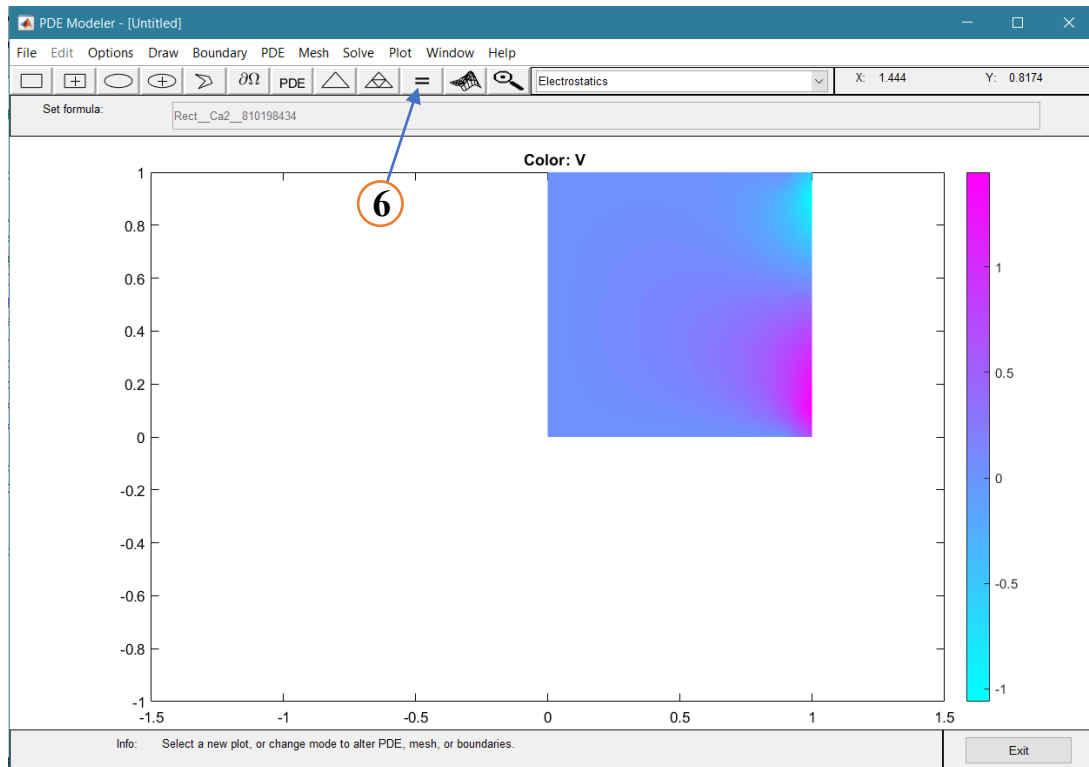 PDE Modeler - [Untitled]
File Edit Options Draw Boundary PDE Mesh Solve Plot Window Help
∂Ω PDE = Electrostatics X: 1.444 Y: 0.8174
Set formula: Rect__Ca2__810198434
Color: V
6
1
0.8
0.6
0.4
0.2
0
-0.2
-0.4
-0.6
-0.8
-1
-1.5 -1 -0.5 0 0.5 1 1.5
1
0.5
0
-0.5
-1
Info: Select a new plot, or change mode to alter PDE, mesh, or boundaries.
Exit